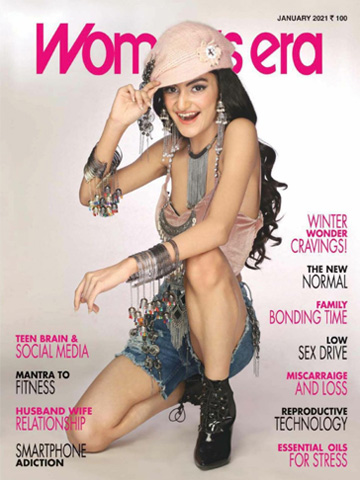 JANUARY 2021 ₹ 100
Woman's era
WINTER
WONDER
CRAVINGS!
THE NEW
NORMAL
FAMILY
BONDING TIME
LOW
SEX DRIVE
MISCARRAIGE
AND LOSS
REPRODUCTIVE
TECHNOLOGY
ESSENTIAL OILS
FOR STRESS
TEEN BRAIN &
SOCIAL MEDIA
MANTRA TO
FITNESS
HUSBAND WIFE
RELATIONSHIP
SMARTPHONE
ADICTION